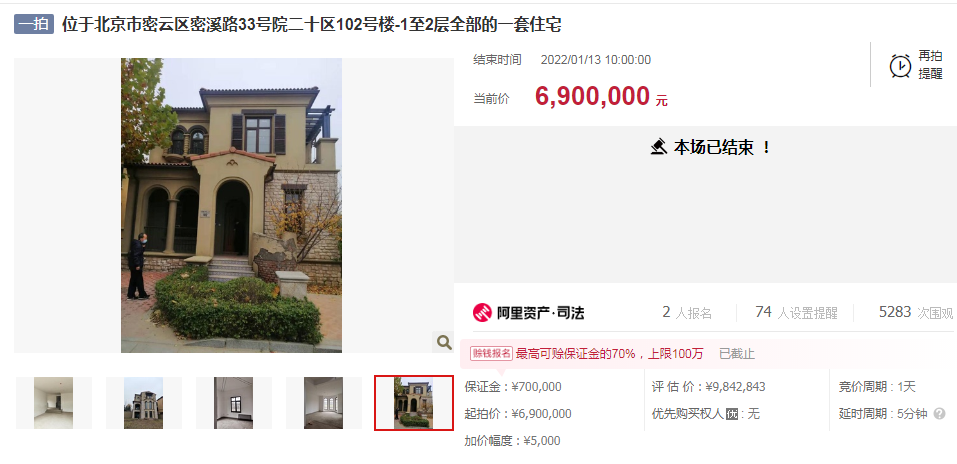 一拍 位于北京市密云区密溪路33号院二十区102号楼-1至2层全部的一套住宅
结束时间 2022/01/13 10:00:00
再拍提醒
当前价 6,900,000 元
本场已结束 ！
阿里资产·司法
2 人报名 74 人设置提醒 5283 次围观
赊钱报名 最高可赊保证金的70%，上限100万 已截止
保证金 : ¥700,000 评 估 价 : ¥9,842,843 竞价周期 : 1天
起拍价 : ¥6,900,000 优先购买权人 优 : 无 延时周期 : 5分钟 ?
加价幅度 : ¥5,000